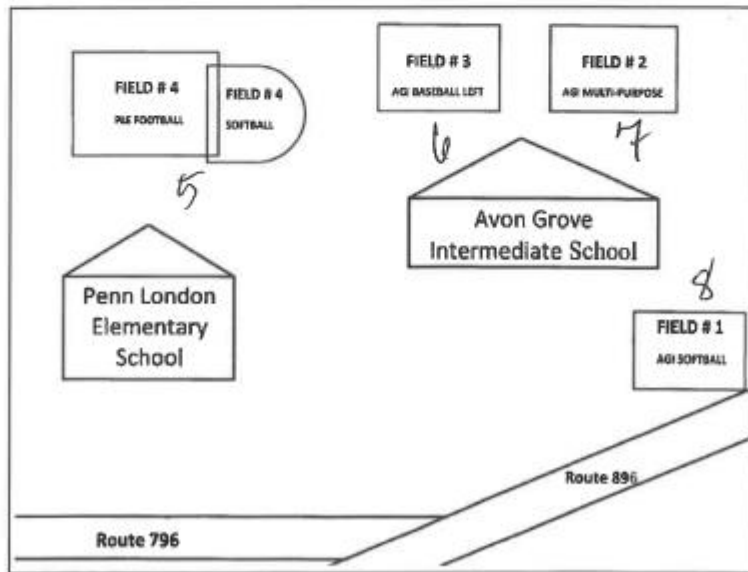 FIELD # 4
PLE FOOTBALL
FIELD # 4
SOFTBALL
FIELD # 3
AGI BASEBALL LEFT
FIELD # 2
AGI MULTI-PURPOSE
5
6
7
Avon Grove
Intermediate School
Penn London
Elementary
School
8
FIELD # 1
AGI SOFTBALL
Route 896
Route 796